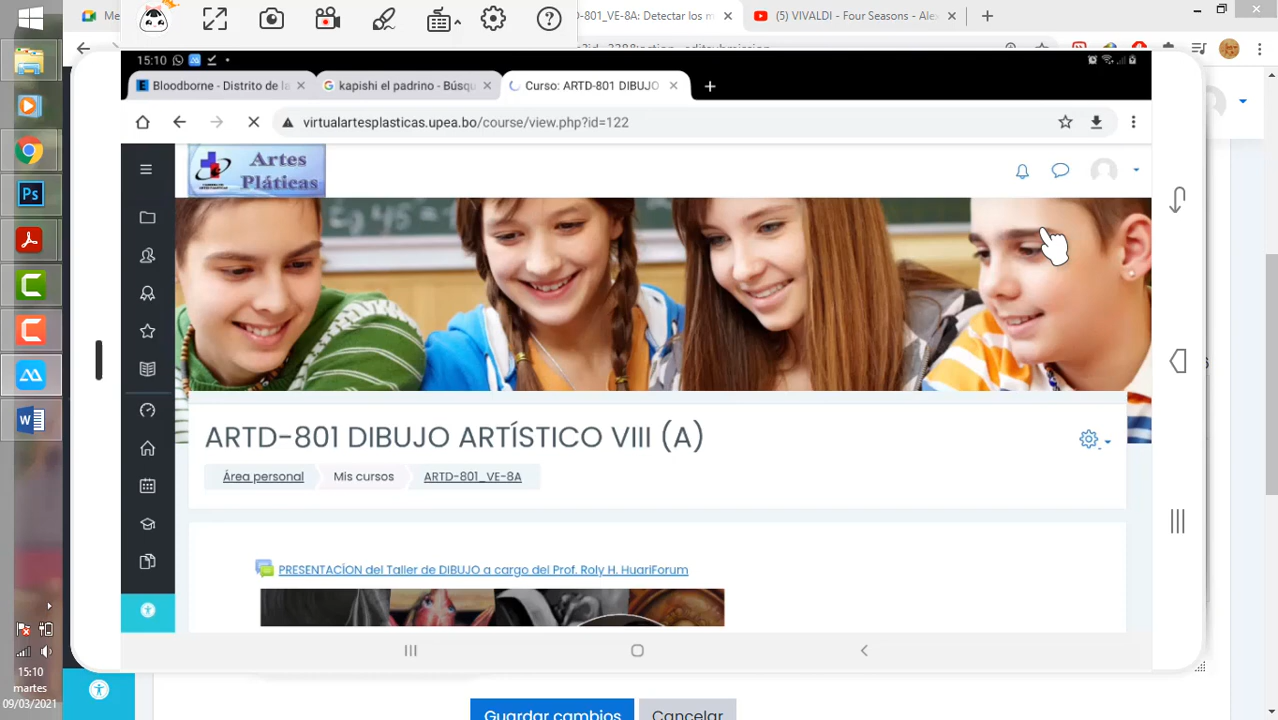 -801_VE-8A: Detectar los m
(5) VIVALDI - Four Seasons - Ale
15:10
Bloodborne - Distrito de la
kapishi el padrino - Búsqu
Curso: ARTD-801 DIBUJO
virtualartesplasticas.upea.bo/course/view.php?id=122
Artes
Pláticas
ARTD-801 DIBUJO ARTÍSTICO VIII (A)
Área personal
Mis cursos
ARTD-801_VE-8A
PRESENTACÍON del Taller de DIBUJO a cargo del Prof. Roly H. HuariForum
Guardar cambios
Cancelar
Ps
W
15:10
martes
09/03/2021